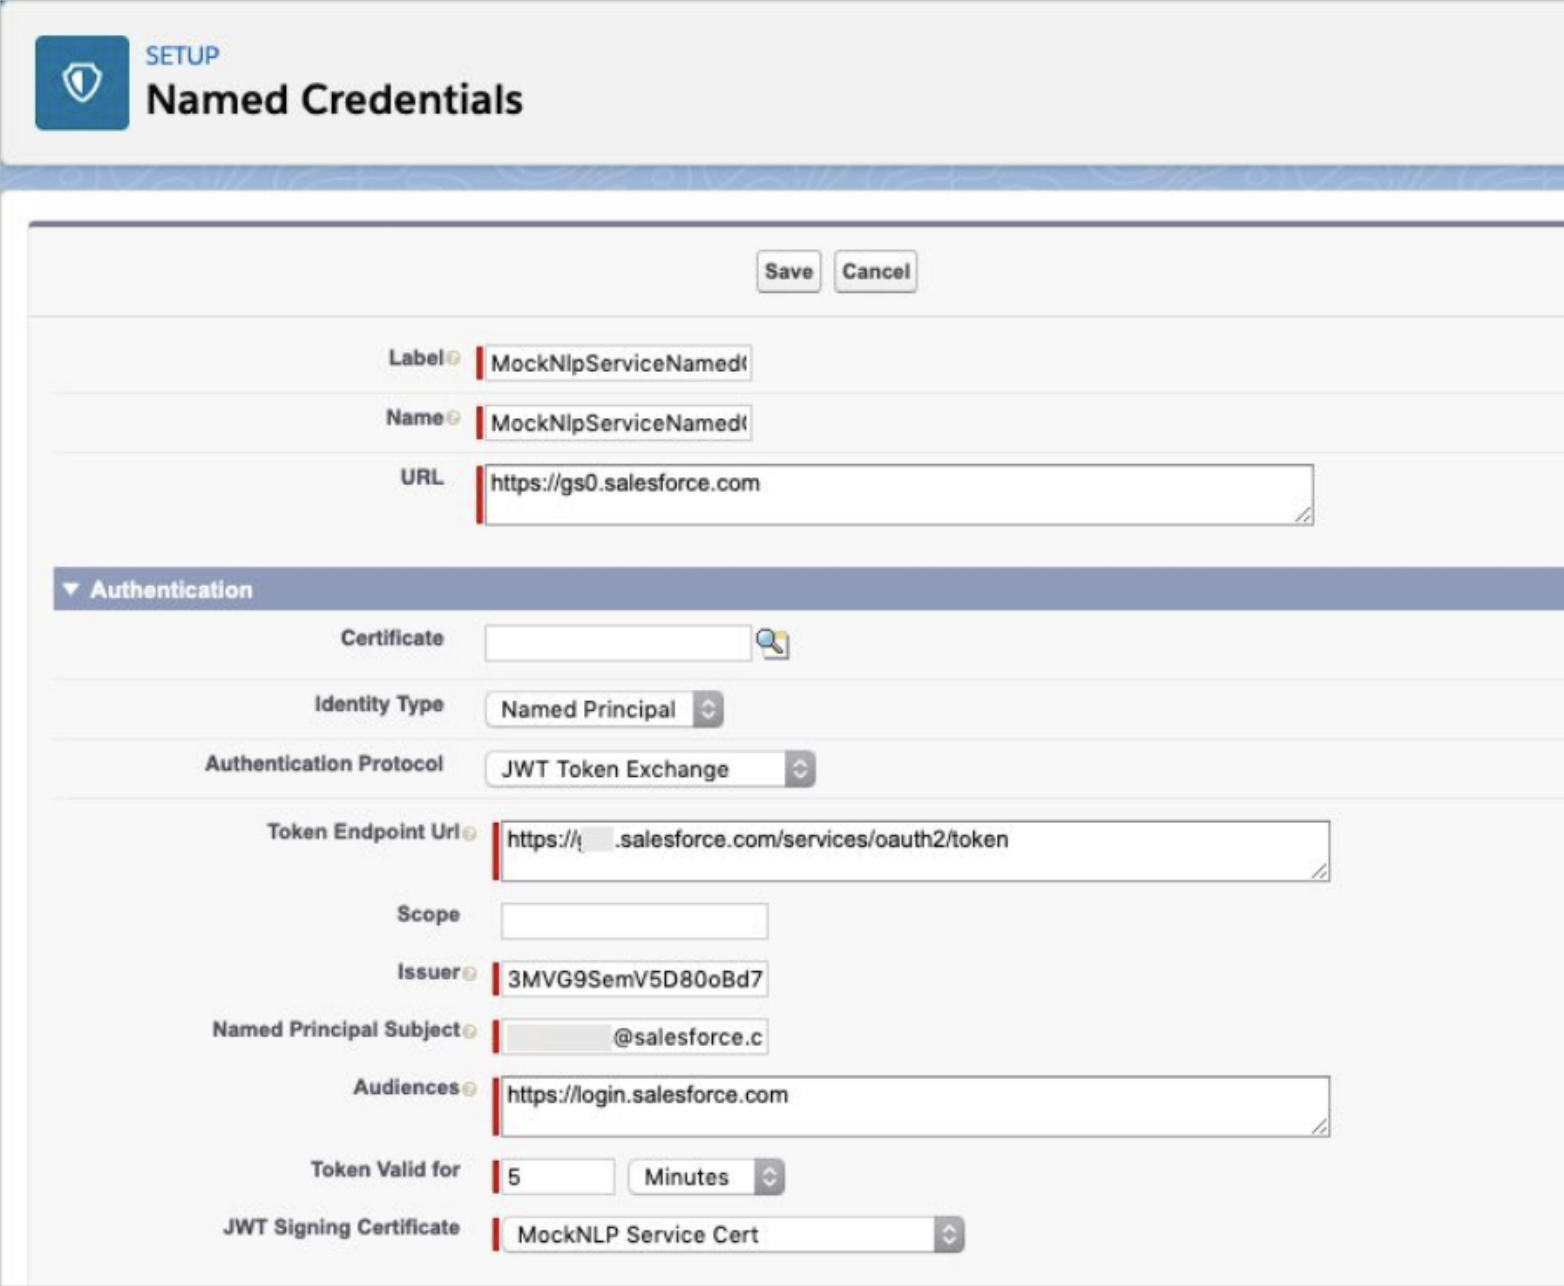 SETUP
Named Credentials
Save Cancel
Label MockNlpServiceNamed
Name MockNlpServiceNamed
URL https://gs0.salesforce.com
Authentication
Certificate
Identity Type Named Principal
Authentication Protocol JWT Token Exchange
Token Endpoint Url https:// .salesforce.com/services/oauth2/token
Scope
Issuer 3MVG9SemV5D80oBd7
Named Principal Subject @salesforce.c
Audiences https://login.salesforce.com
Token Valid for 5 Minutes
JWT Signing Certificate MockNLP Service Cert